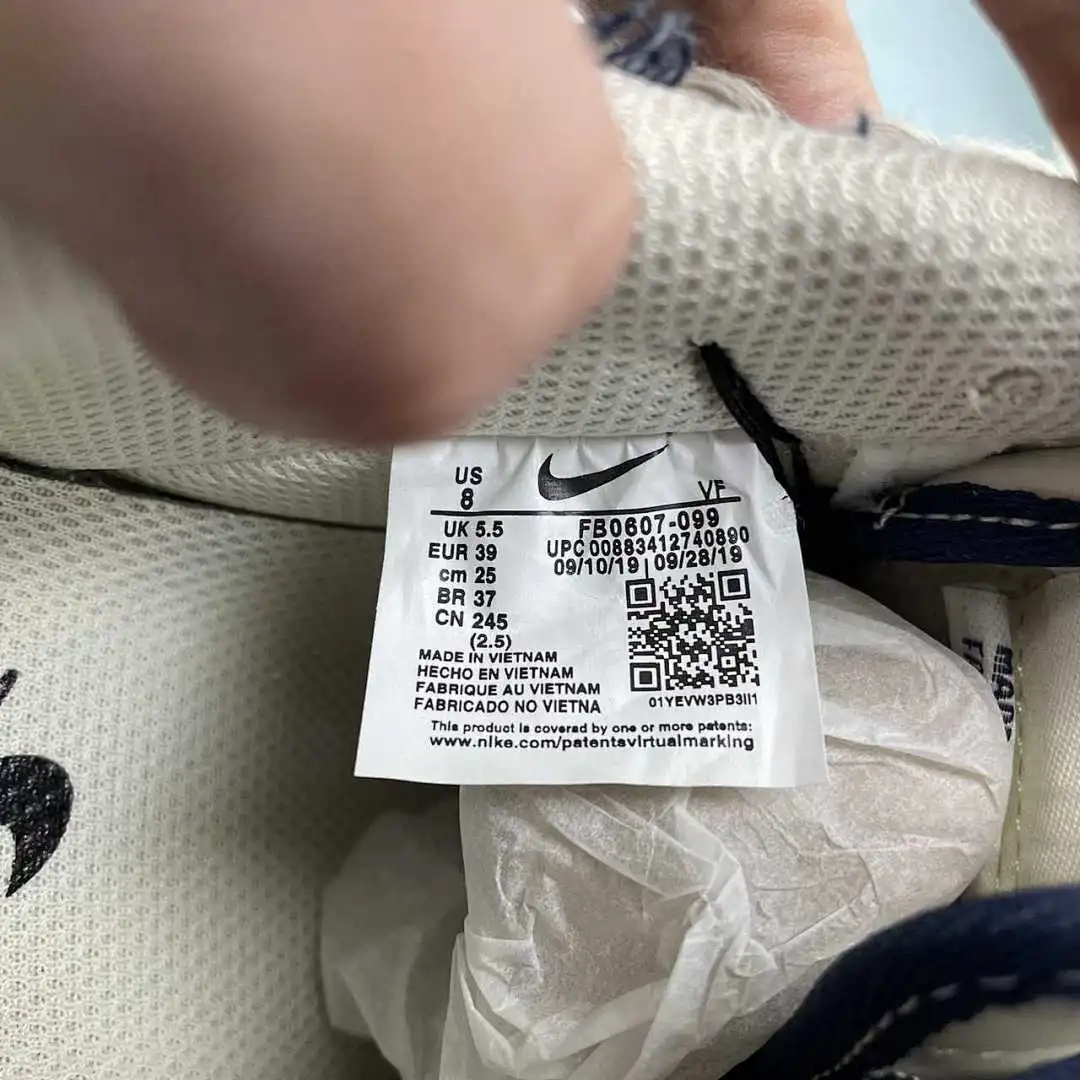 US
8
VF
UK 5.5
FB0607-099
EUR 39
UPC 00883412740890
cm 25
09/10/19 | 09/28/19
BR 37
CN 245
(2.5)
MADE IN VIETNAM
HECHO EN VIETNAM
FABRIQUE AU VIETNAM
FABRICADO NO VIETNA
01YEVW3PB3II1
This product is covered by one or more patents:
www.nike.com/patentsvirtualmarking